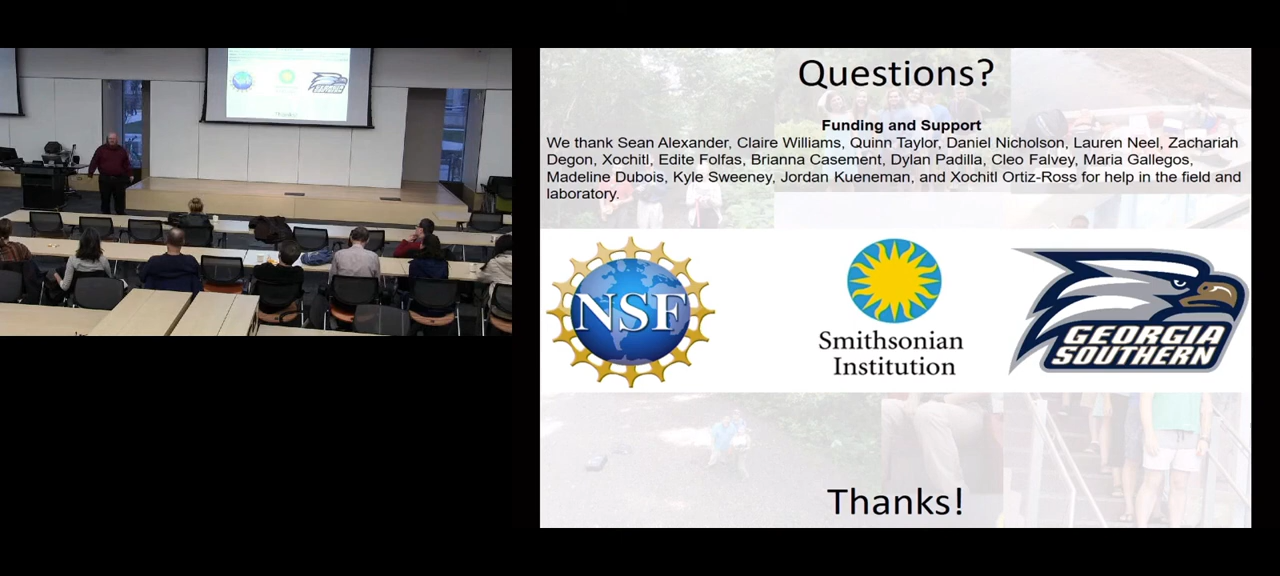 Questions?
Funding and Support
We thank Sean Alexander, Claire Williams, Quinn Taylor, Daniel Nicholson, Lauren Neel, Zachariah
Degon, Xochitl, Edite Folfas, Brianna Casement, Dylan Padilla, Cleo Falvey, Maria Gallegos,
Madeline Dubois, Kyle Sweeney, Jordan Kueneman, and Xochitl Ortiz-Ross for help in the field and
laboratory.
NSF
Smithsonian
Institution
GEORGIA
SOUTHERN
Thanks!